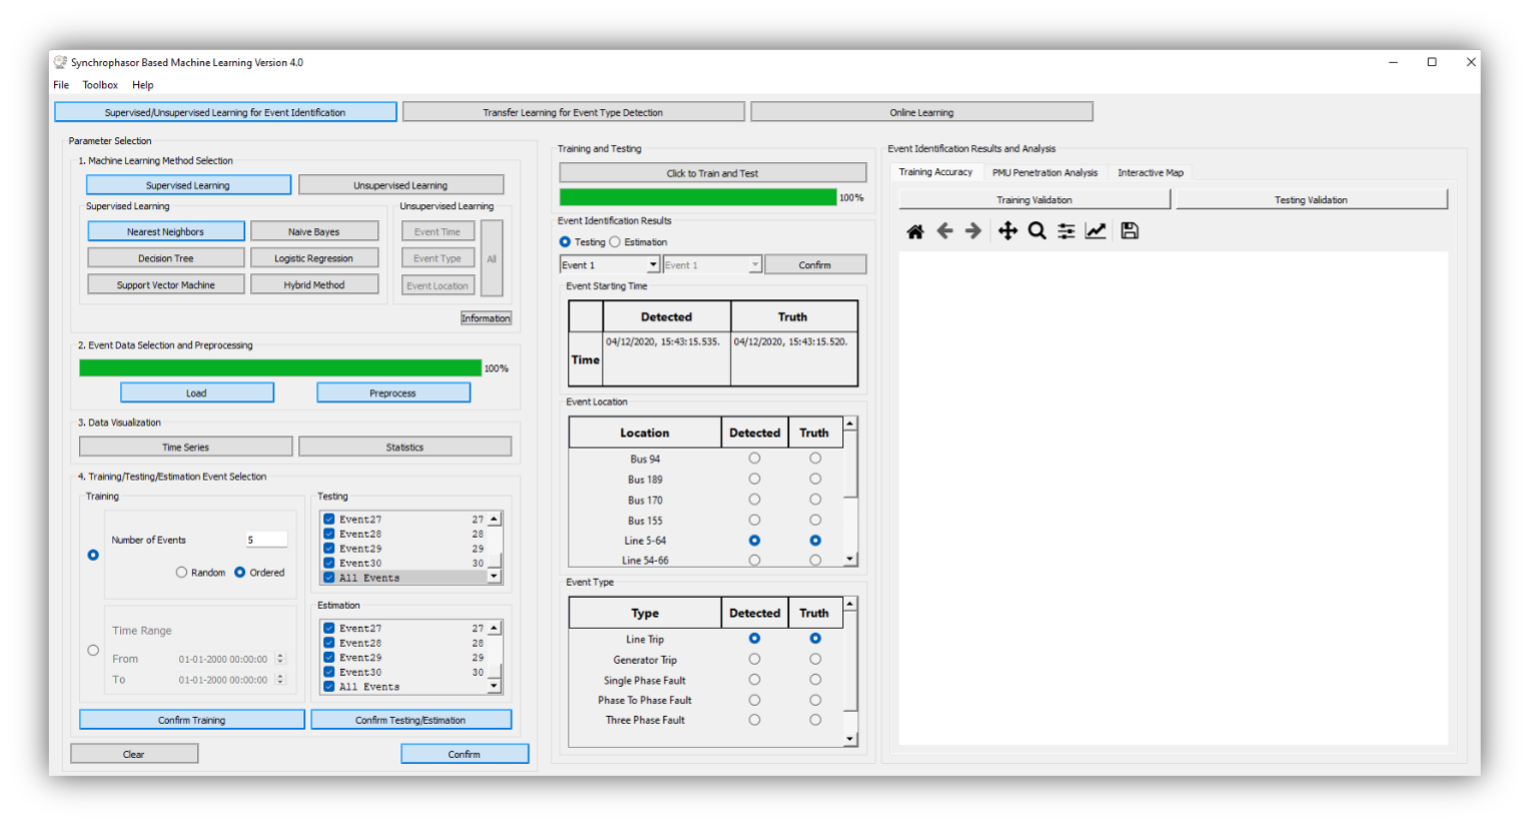 Synchrophasor Based Machine Learning Version 4.0
File Toolbox Help
Supervised/Unsupervised Learning for Event Identification
Transfer Learning for Event Type Detection
Online Learning
Parameter Selection
1. Machine Learning Method Selection
Supervised Learning
Unsupervised Learning
Supervised Learning
Nearest Neighbors
Naive Bayes
Decision Tree
Logistic Regression
Support Vector Machine
Hybrid Method
Unsupervised Learning
Event Time
Event Type
Event Location
All
Information
2. Event Data Selection and Preprocessing
100%
Load
Preprocess
3. Data Visualization
Time Series
Statistics
4. Training/Testing/Estimation Event Selection
Training
Number of Events 5
Random Ordered
Time Range
From 01-01-2000 00:00:00
To 01-01-2000 00:00:00
Testing
Event27 27
Event28 28
Event29 29
Event30 30
All Events
Estimation
Event27 27
Event28 28
Event29 29
Event30 30
All Events
Confirm Training
Confirm Testing/Estimation
Clear
Confirm
Training and Testing
Click to Train and Test
100%
Event Identification Results
Testing Estimation
Event 1
Event 1
Confirm
Event Starting Time
Detected Truth
Time 04/12/2020, 15:43:15.535. 04/12/2020, 15:43:15.520.
Event Location
Location Detected Truth
Bus 94
Bus 189
Bus 170
Bus 155
Line 5-64
Line 54-66
Event Type
Type Detected Truth
Line Trip
Generator Trip
Single Phase Fault
Phase To Phase Fault
Three Phase Fault
Event Identification Results and Analysis
Training Accuracy
PMU Penetration Analysis
Interactive Map
Training Validation
Testing Validation